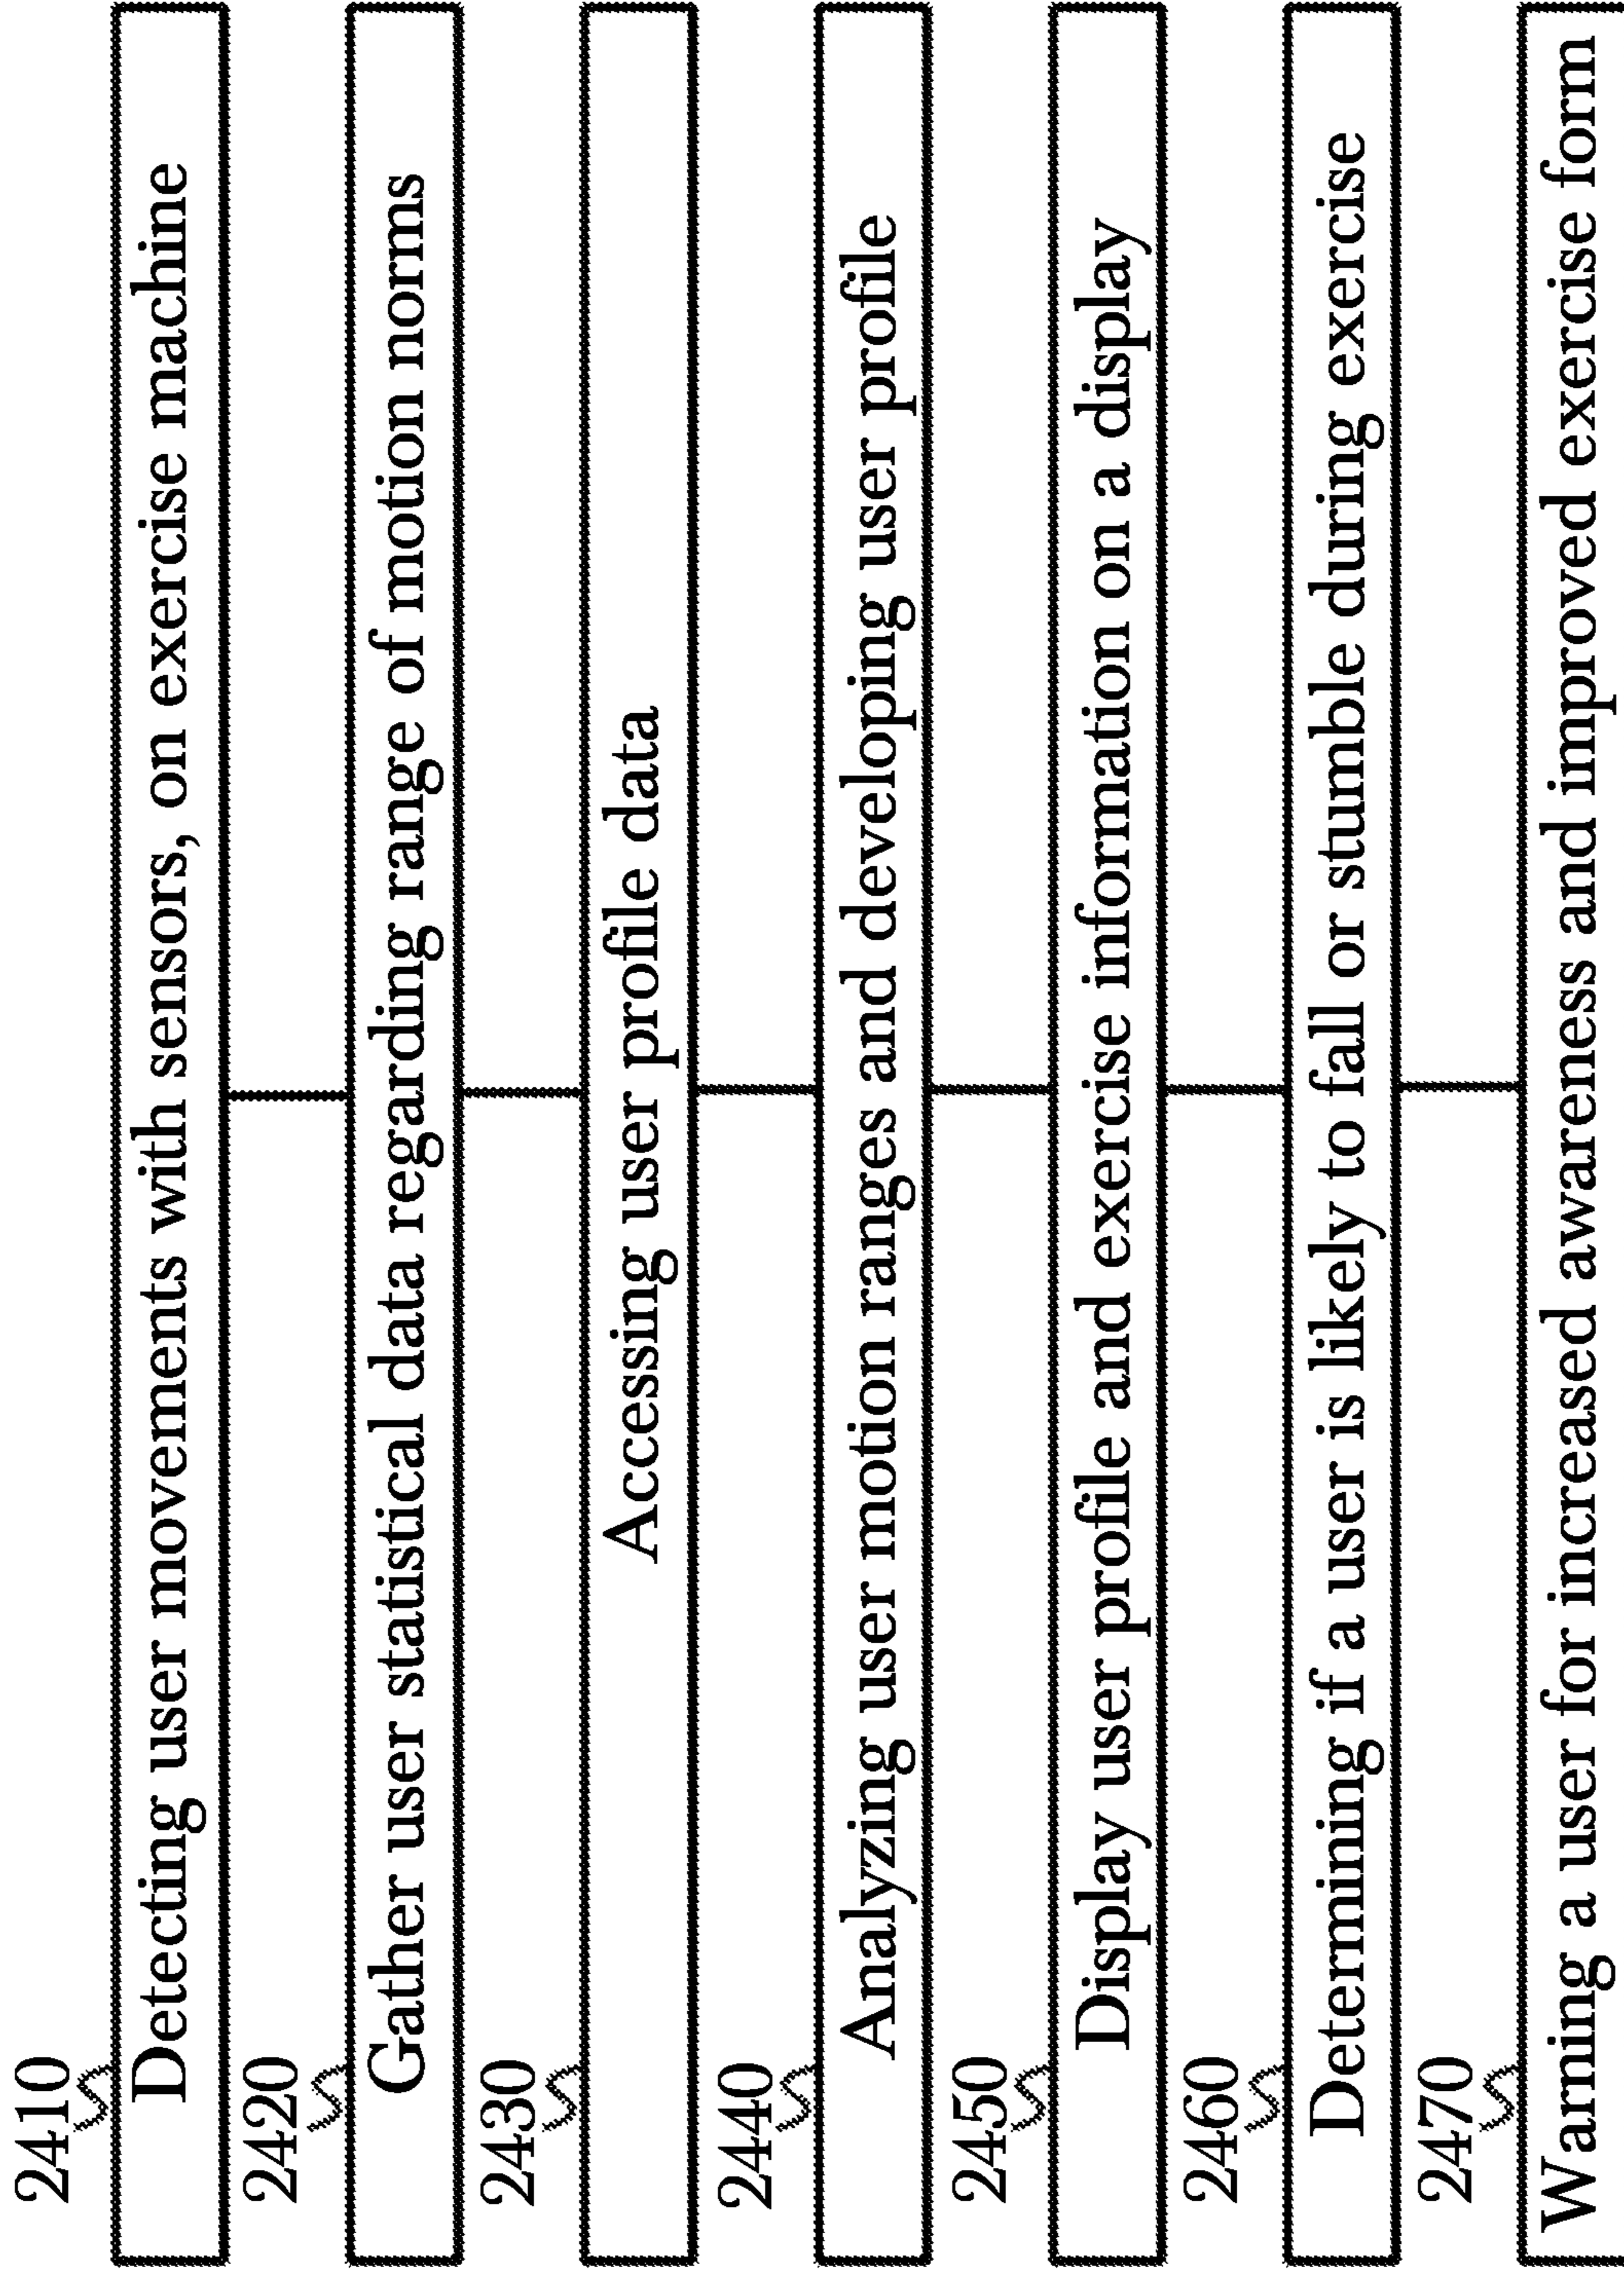 2410
Detecting user movements with sensors, on exercise machine
2420
Gather user statistical data regarding range of motion norms
2430
Accessing user profile data
2440
Analyzing user motion ranges and developing user profile
2450
Display user profile and exercise information on a display
2460
Determining if a user is likely to fall or stumble during exercise
2470
Warning a user for increased awareness and improved exercise form